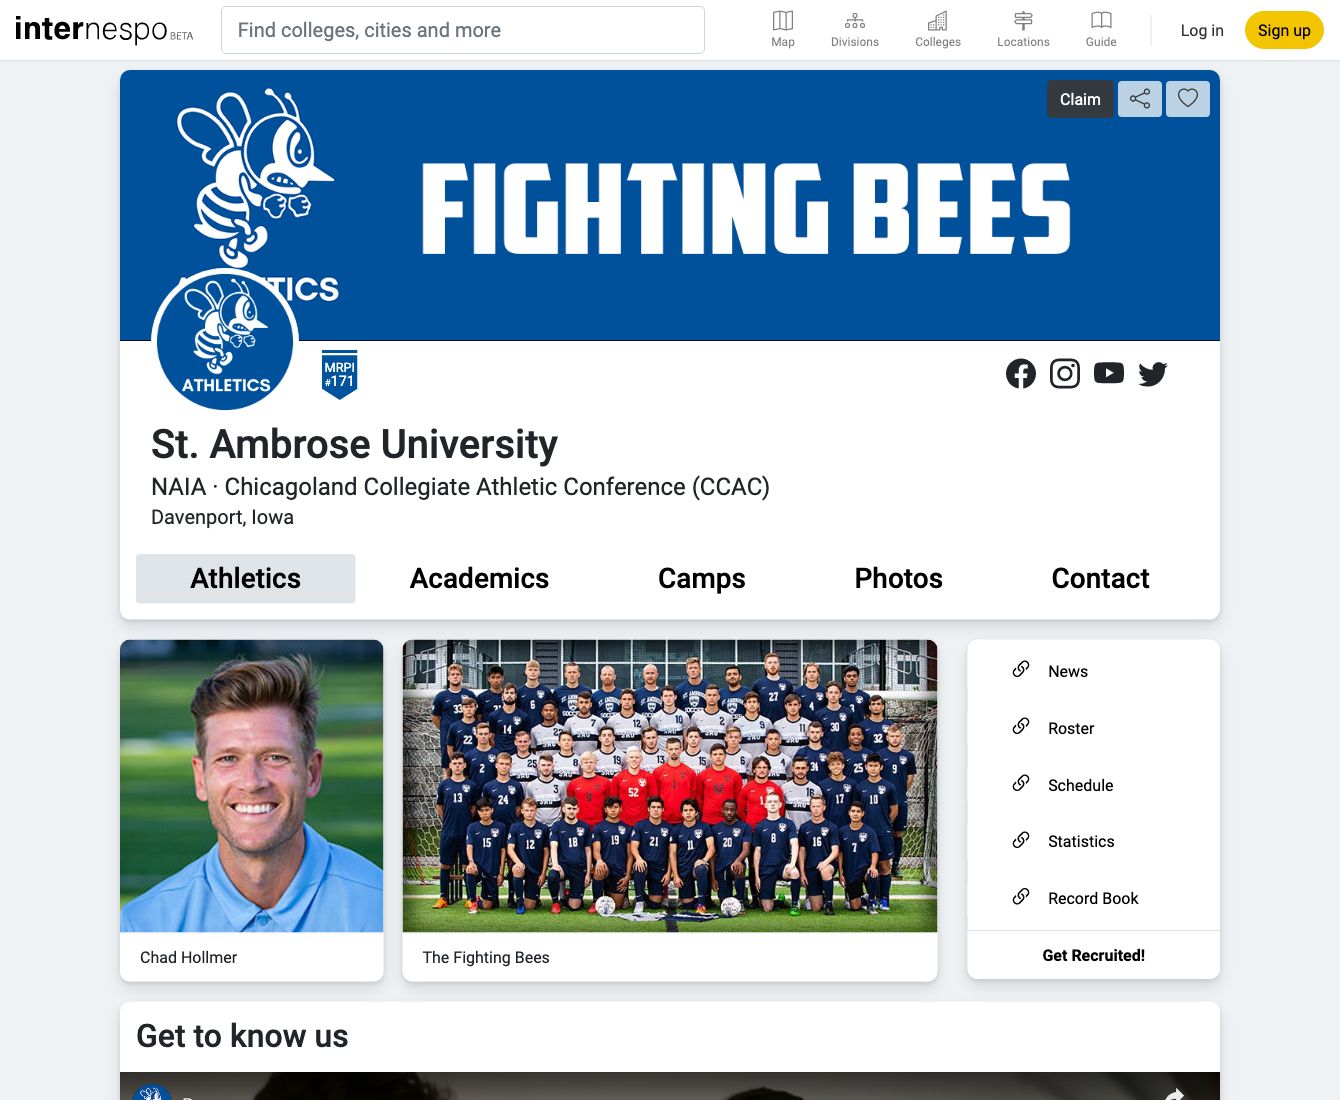 internespo BETA
Find colleges, cities and more
Map
Divisions
Colleges
Locations
Guide
Log in
Sign up
Claim
FIGHTING BEES
ATHLETICS
MRPI
#171
St. Ambrose University
NAIA · Chicagoland Collegiate Athletic Conference (CCAC)
Davenport, Iowa
Athletics
Academics
Camps
Photos
Contact
News
Roster
Schedule
Statistics
Record Book
Get Recruited!
Chad Hollmer
The Fighting Bees
Get to know us